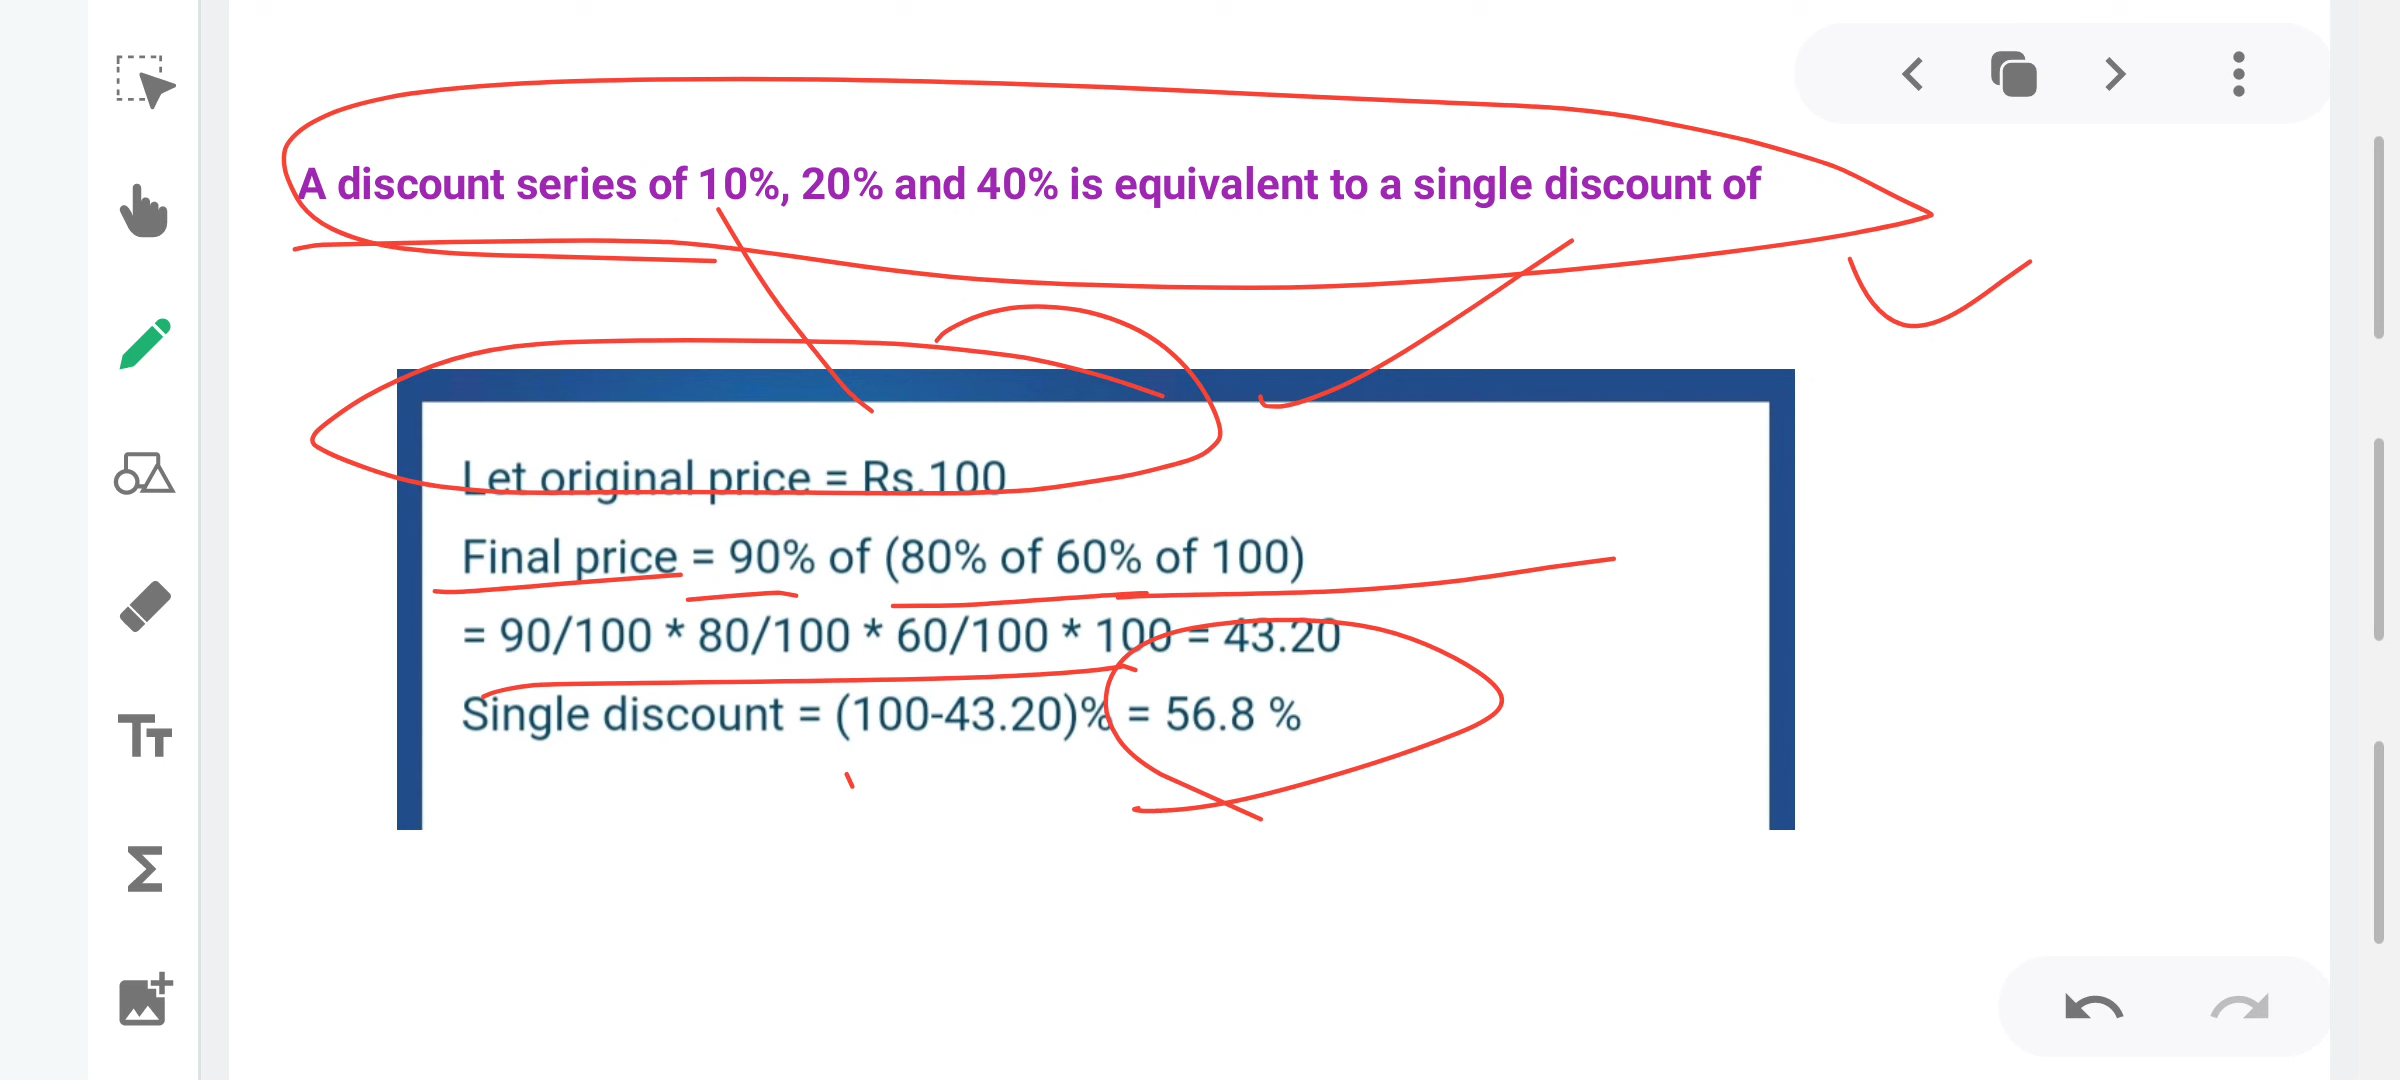 A discount series of 10%, 20% and 40% is equivalent to a single discount of
Let original price = Rs.100
Final price = 90% of (80% of 60% of 100)
= 90/100 * 80/100 * 60/100 * 100 = 43.20
Single discount = (100-43.20)% = 56.8 %